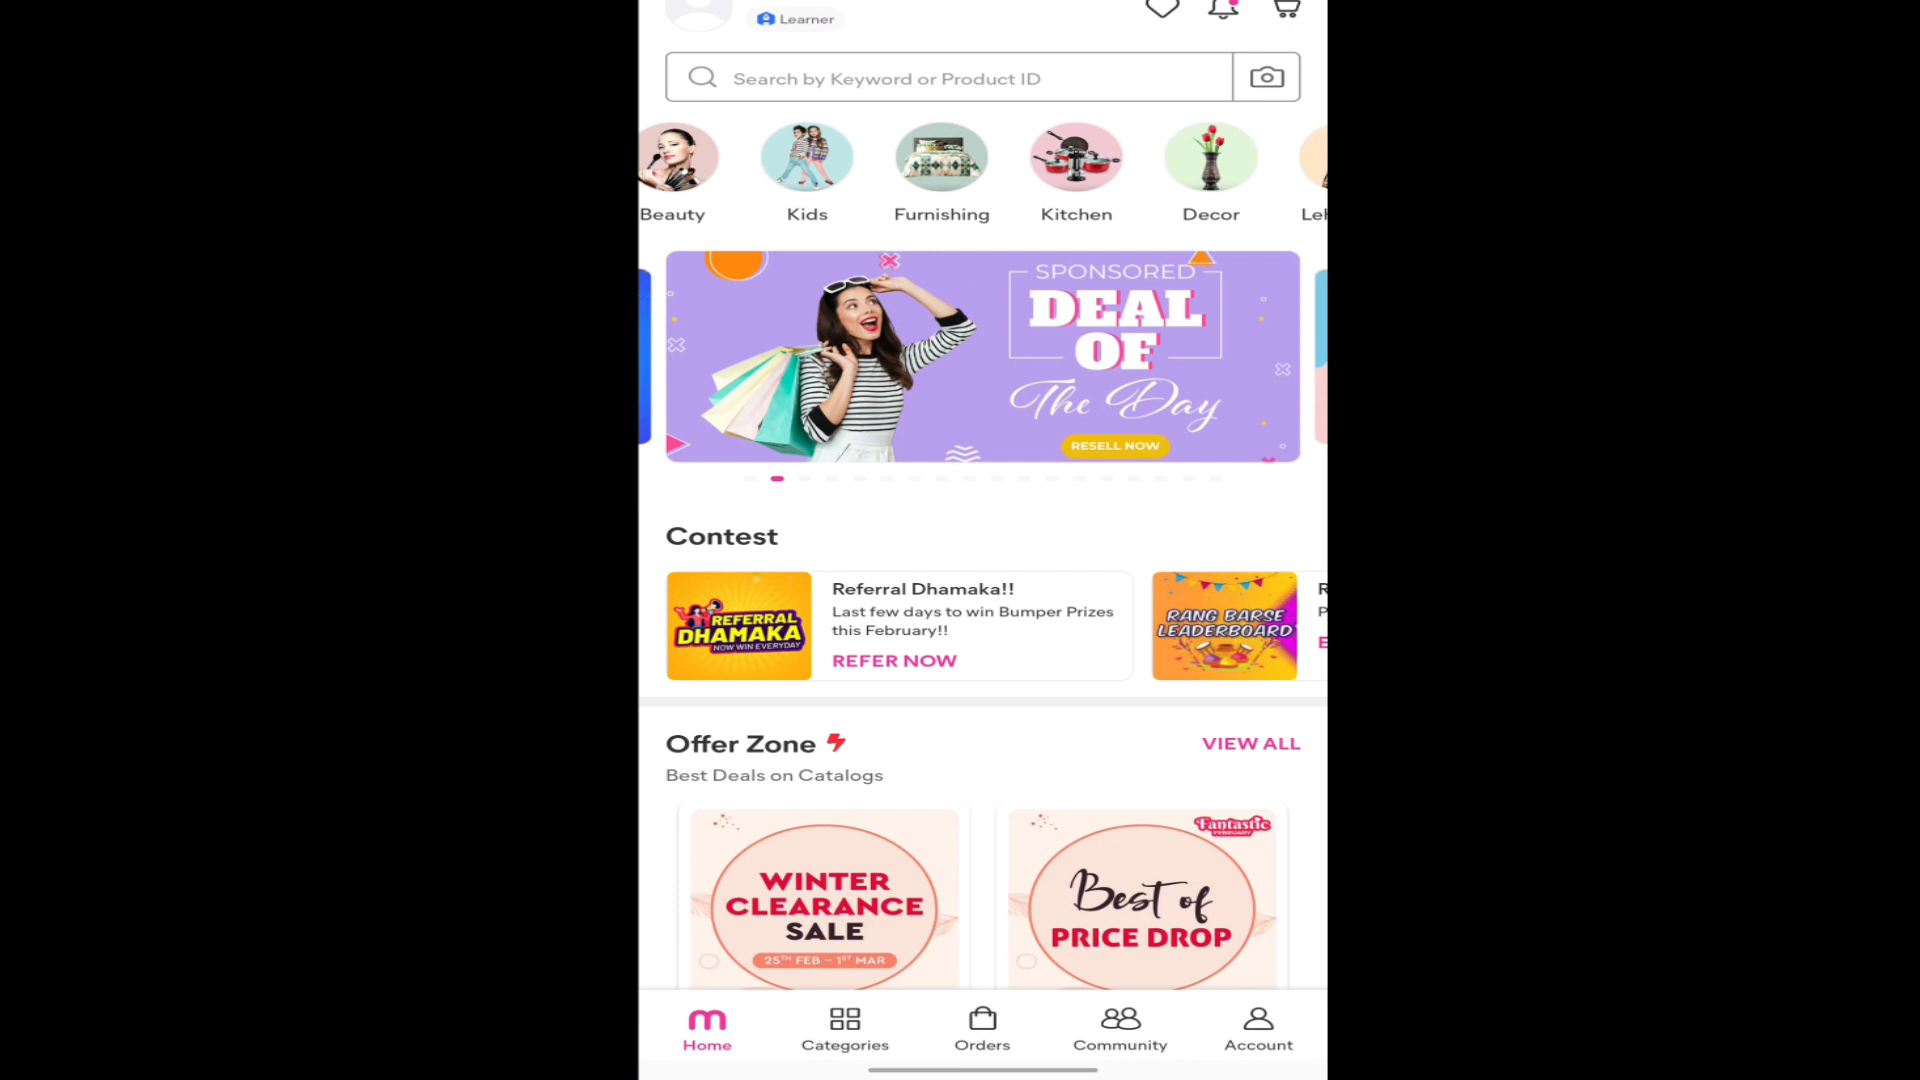 Learner
Search by Keyword or Product ID
Beauty
Kids
Furnishing
Kitchen
Decor
Leh
SPONSORED
DEAL
OF
The Day
RESELL NOW
Contest
REFERRAL
DHAMAKA
NOW WIN EVERYDAY
Referral Dhamaka!!
Last few days to win Bumper Prizes
this February!!
REFER NOW
RANG BARSE
LEADERBOARD
R
P
E
Offer Zone
VIEW ALL
Best Deals on Catalogs
WINTER
CLEARANCE
SALE
25TH FEB – 1ST MAR
Fantastic
FEBRUARY
Best of
PRICE DROP
m
Home
Categories
Orders
Community
Account